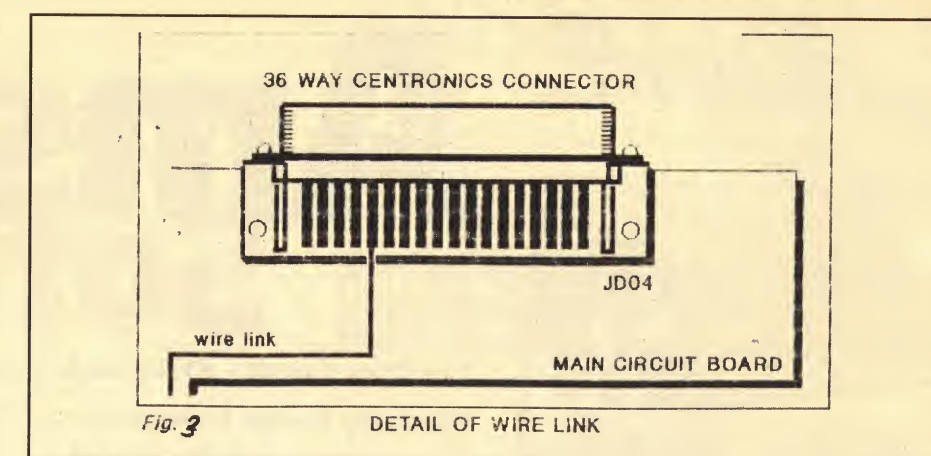 36 WAY CENTRONICS CONNECTOR
JD04
wire link
MAIN CIRCUIT BOARD
Fig. 3
DETAIL OF WIRE LINK